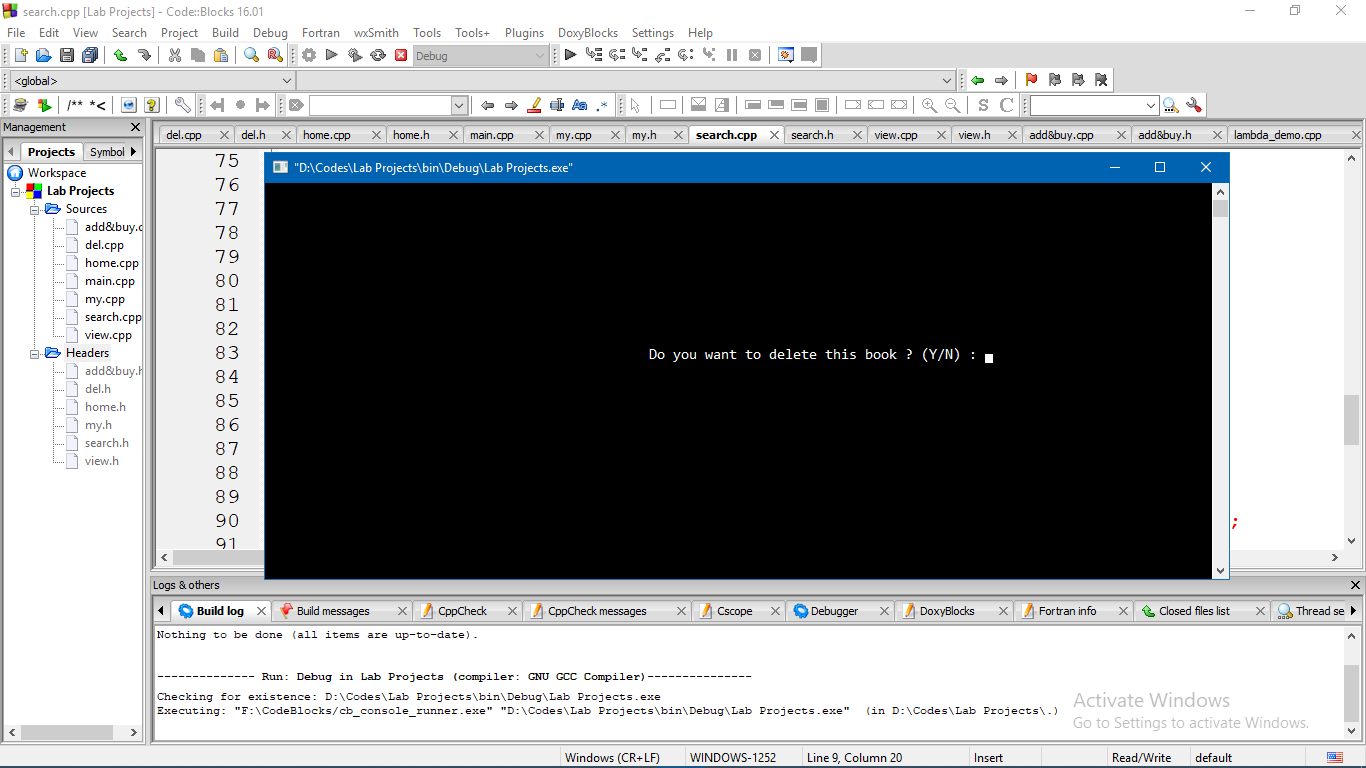 search.cpp [Lab Projects] - Code::Blocks 16.01
File Edit View Search Project Build Debug Fortran wxSmith Tools Tools+ Plugins DoxyBlocks Settings Help
Debug
<global>
/** *<
Aa .*
S C
Management
del.cpp del.h home.cpp home.h main.cpp my.cpp my.h search.cpp search.h view.cpp view.h add&buy.cpp add&buy.h lambda_demo.cpp
Projects Symbol
Workspace
Lab Projects
Sources
add&buy.c
del.cpp
home.cpp
main.cpp
my.cpp
search.cpp
view.cpp
Headers
add&buy.h
del.h
home.h
my.h
search.h
view.h
75
76
77
78
79
80
81
82
83
84
85
86
87
88
89
90
91
;
"D:\Codes\Lab Projects\bin\Debug\Lab Projects.exe"
Do you want to delete this book ? (Y/N) :
Logs & others
Build log Build messages CppCheck CppCheck messages Cscope Debugger DoxyBlocks Fortran info Closed files list Thread se
Nothing to be done (all items are up-to-date).
-------------- Run: Debug in Lab Projects (compiler: GNU GCC Compiler)---------------
Checking for existence: D:\Codes\Lab Projects\bin\Debug\Lab Projects.exe
Executing: "F:\CodeBlocks/cb_console_runner.exe" "D:\Codes\Lab Projects\bin\Debug\Lab Projects.exe" (in D:\Codes\Lab Projects\.)
Activate Windows
Go to Settings to activate Windows.
Windows (CR+LF) WINDOWS-1252 Line 9, Column 20 Insert Read/Write default